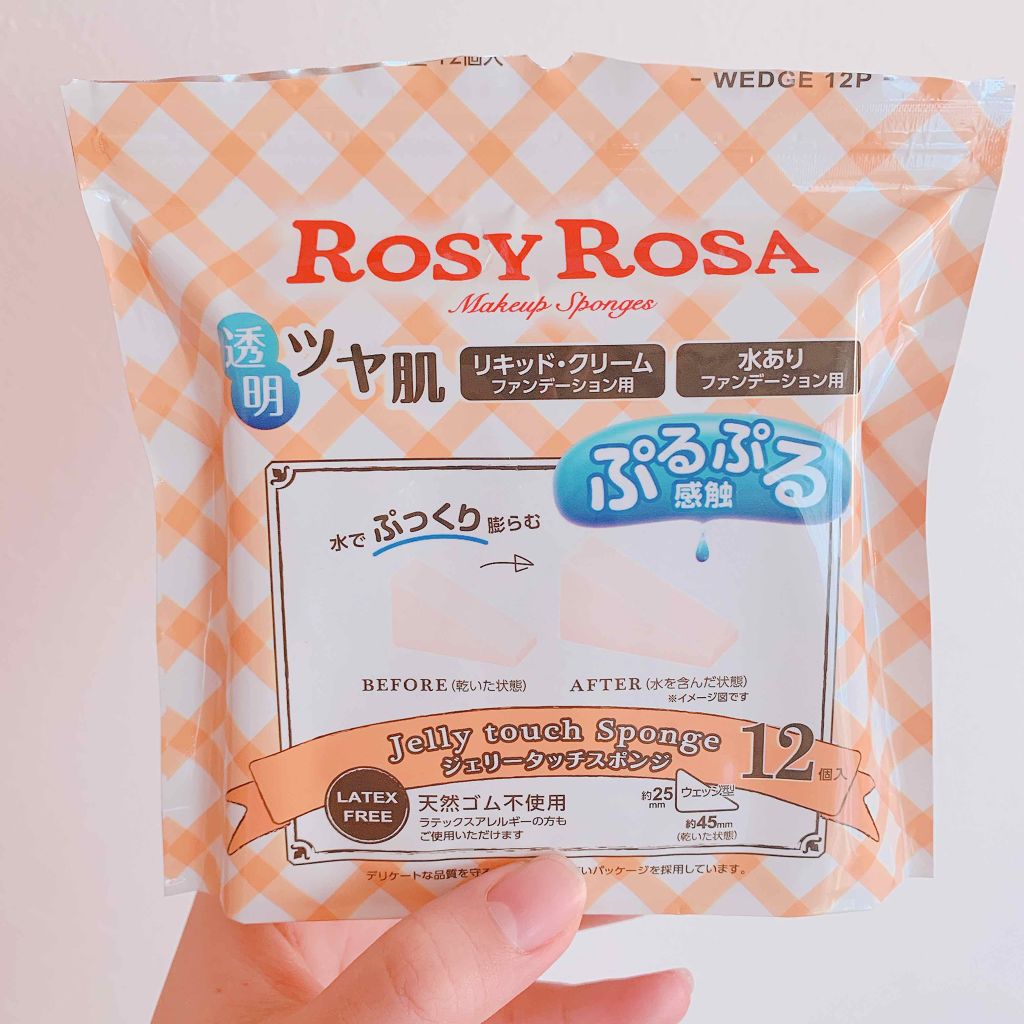 12個入
- WEDGE 12P -
ROSY ROSA
Makeup Sponges
透明
ツヤ肌
リキッド・クリーム
ファンデーション用
水あり
ファンデーション用
ぷるぷる
感触
水で ぷっくり 膨らむ
BEFORE (乾いた状態)
AFTER (水を含んだ状態)
※イメージ図です
Jelly touch Sponge
ジェリータッチスポンジ
12個入
LATEX
FREE
天然ゴム不使用
ラテックスアレルギーの方も
ご使用いただけます
約25
mm
ウェッジ型
約45mm
(乾いた状態)
デリケートな品質を守る いパッケージを採用しています。